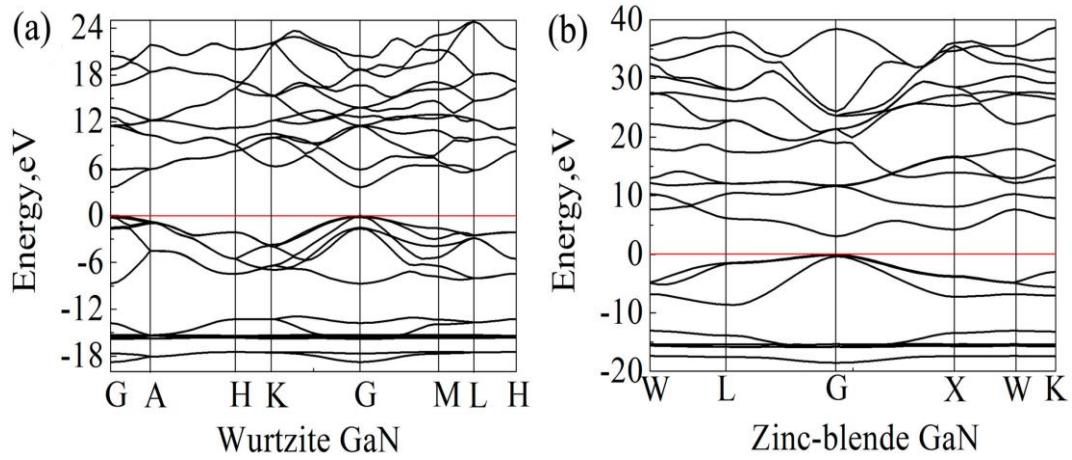 (a)
Energy,eV
24
18
12
6
0
-6
-12
-18
G A H K G M L H
Wurtzite GaN
(b)
Energy,eV
40
30
20
10
0
-10
-20
W L G X W K
Zinc-blende GaN